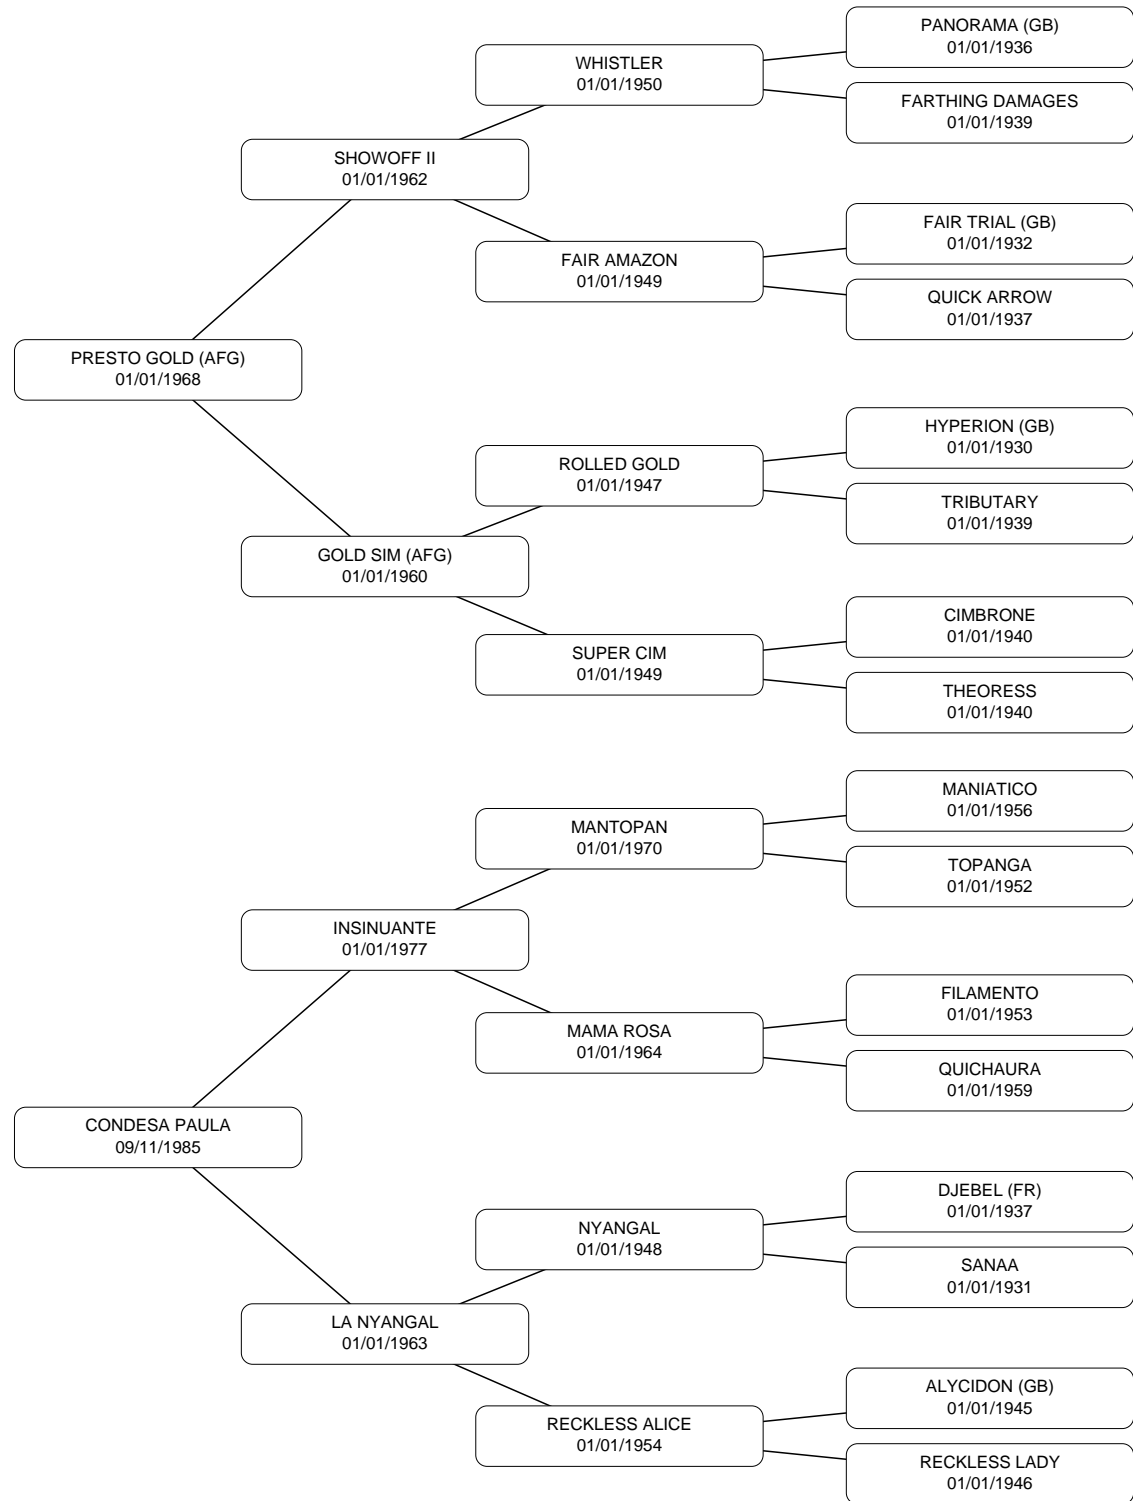 PANORAMA (GB)
01/01/1936
WHISTLER
01/01/1950
FARTHING DAMAGES
01/01/1939
SHOWOFF II
01/01/1962
FAIR TRIAL (GB)
01/01/1932
FAIR AMAZON
01/01/1949
QUICK ARROW
01/01/1937
PRESTO GOLD (AFG)
01/01/1968
HYPERION (GB)
01/01/1930
ROLLED GOLD
01/01/1947
TRIBUTARY
01/01/1939
GOLD SIM (AFG)
01/01/1960
CIMBRONE
01/01/1940
SUPER CIM
01/01/1949
THEORESS
01/01/1940
MANIATICO
01/01/1956
MANTOPAN
01/01/1970
TOPANGA
01/01/1952
INSINUANTE
01/01/1977
FILAMENTO
01/01/1953
MAMA ROSA
01/01/1964
QUICHAURA
01/01/1959
CONDESA PAULA
09/11/1985
DJEBEL (FR)
01/01/1937
NYANGAL
01/01/1948
SANAA
01/01/1931
LA NYANGAL
01/01/1963
ALYCIDON (GB)
01/01/1945
RECKLESS ALICE
01/01/1954
RECKLESS LADY
01/01/1946